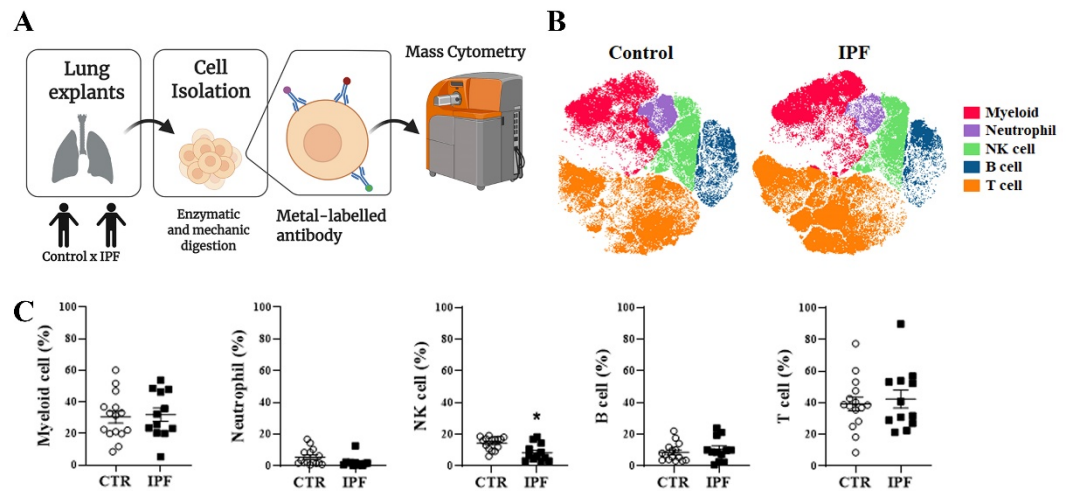 A
Lung
explants
Control x IPF
Cell
Isolation
Enzymatic
and mechanic
digestion
Metal-labelled
antibody
Mass Cytometry
B
Control
IPF
Myeloid
Neutrophil
NK cell
B cell
T cell
C
Myeloid cell (%)
100
80
60
40
20
0
CTR IPF
Neutrophil (%)
100
80
60
40
20
0
CTR IPF
NK cell (%)
100
80
60
40
20
0
*
CTR IPF
B cell (%)
100
80
60
40
20
0
CTR IPF
T cell (%)
100
80
60
40
20
0
CTR IPF